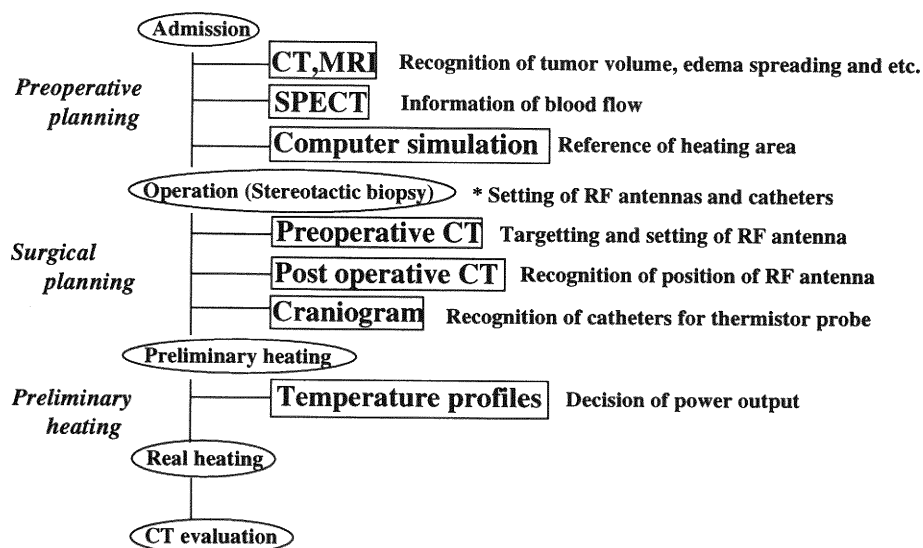 Admission
CT,MRI Recognition of tumor volume, edema spreading and etc.
Preoperative
planning
SPECT Information of blood flow
Computer simulation Reference of heating area
Operation (Stereotactic biopsy) * Setting of RF antennas and catheters
Preoperative CT Targetting and setting of RF antenna
Surgical
planning
Post operative CT Recognition of position of RF antenna
Craniogram Recognition of catheters for thermistor probe
Preliminary heating
Preliminary
heating
Temperature profiles Decision of power output
Real heating
CT evaluation